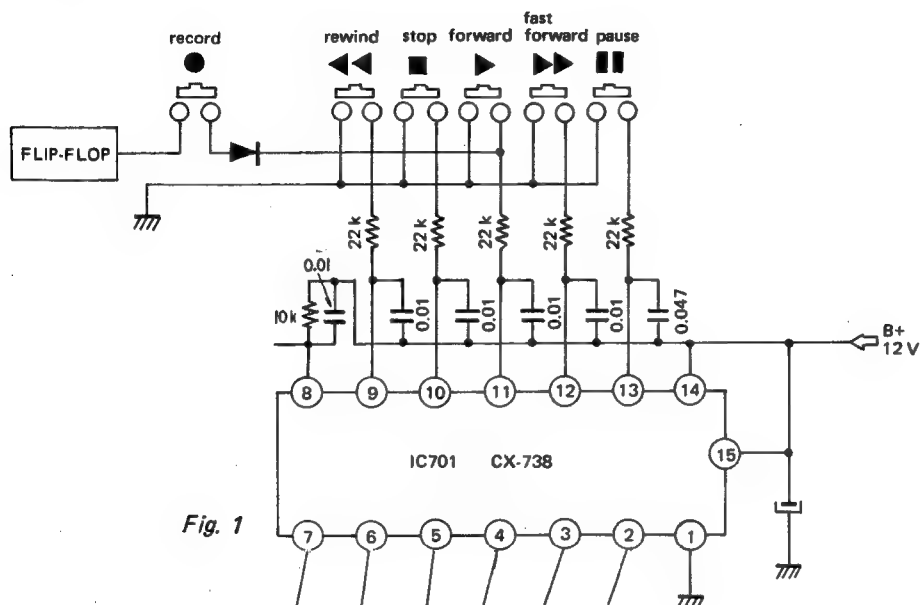 record
rewind stop forward fast forward pause
FLIP-FLOP
22 k 22 k 22 k 22 k 22 k
0.01
10 k
0.01 0.01 0.01 0.01 0.047
B+
12 V
8 9 10 11 12 13 14
15
IC701 CX-738
Fig. 1
7 6 5 4 3 2 1